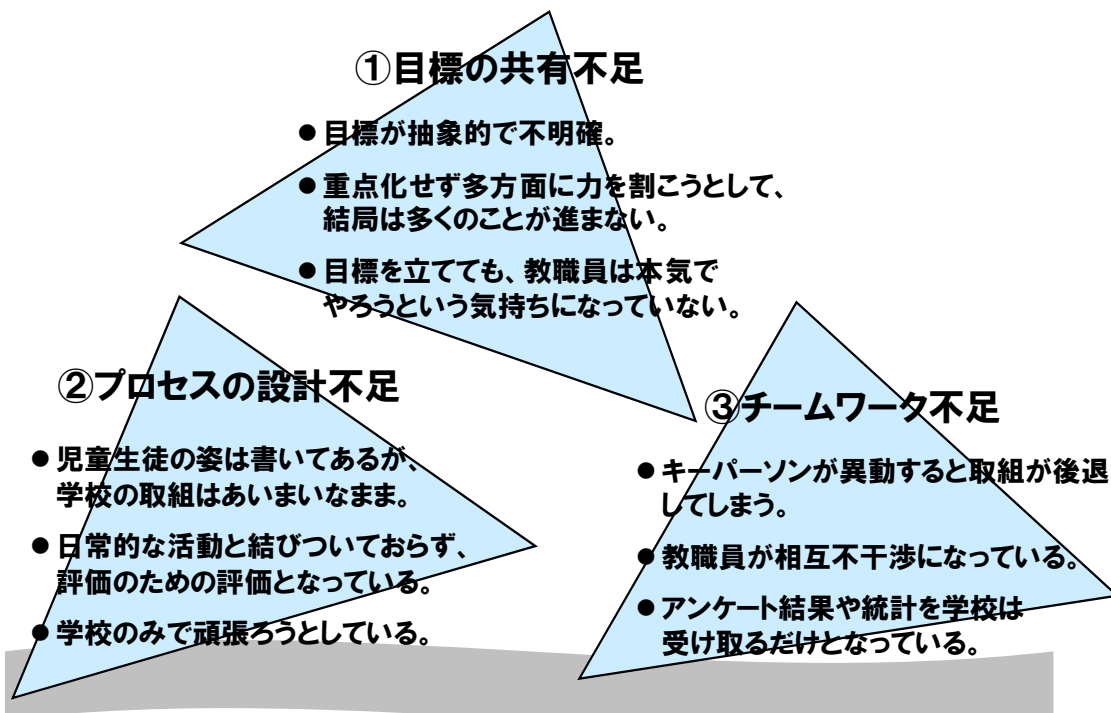 ①目標の共有不足
● 目標が抽象的で不明確。
● 重点化せず多方面に力を割こうとして、
結局は多くのことが進まない。
● 目標を立てても、教職員は本気で
やろうという気持ちになっていない。
②プロセスの設計不足
● 児童生徒の姿は書いてあるが、
学校の取組はあいまいなまま。
● 日常的な活動と結びついておらず、
評価のための評価となっている。
● 学校のみで頑張ろうとしている。
③チームワーク不足
● キーパーソンが異動すると取組が後退
してしまう。
● 教職員が相互不干渉になっている。
● アンケート結果や統計を学校は
受け取るだけとなっている。